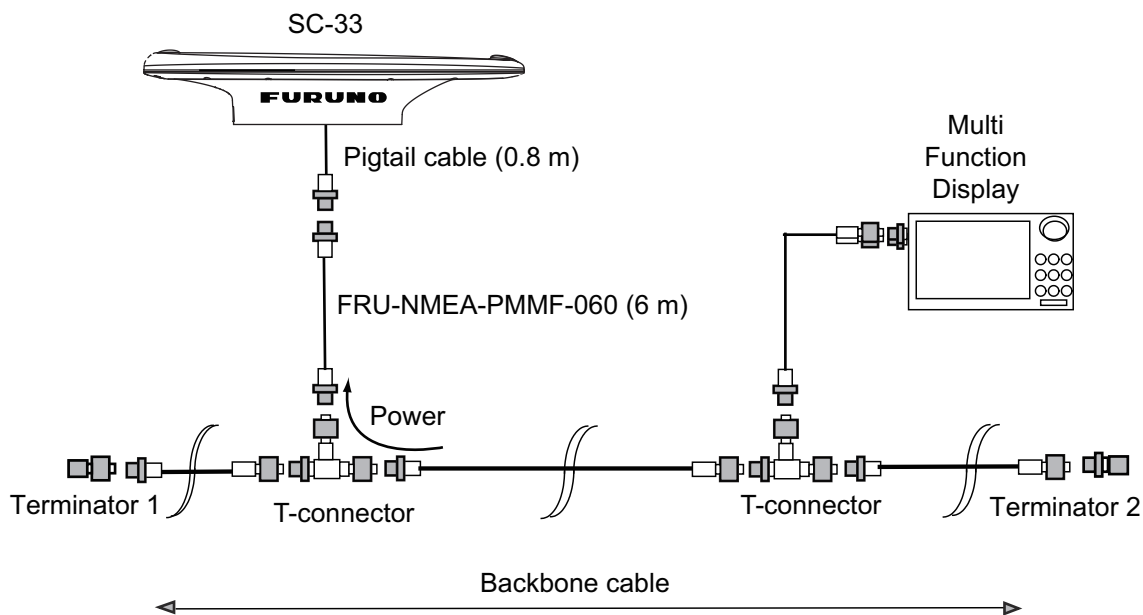 SC-33
FURUNO
Pigtail cable (0.8 m)
Multi
Function
Display
FRU-NMEA-PMMF-060 (6 m)
Power
Terminator 1
T-connector
T-connector
Terminator 2
Backbone cable